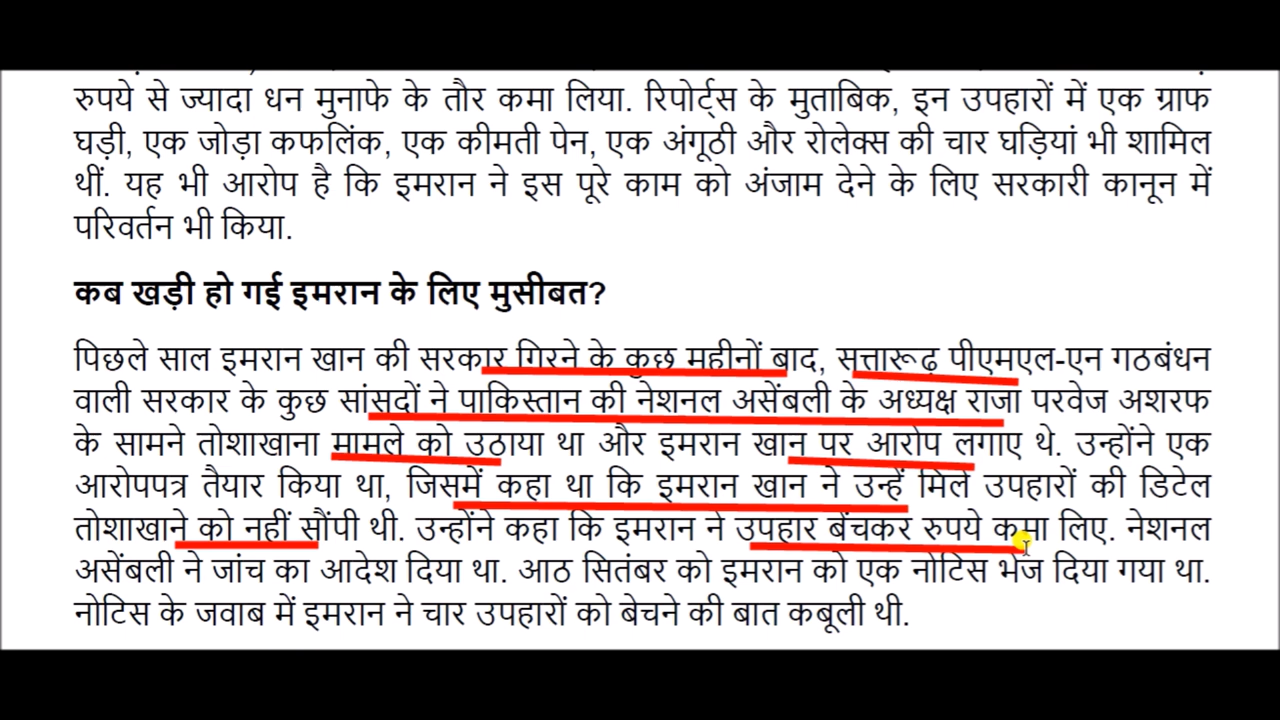 रुपये से ज्यादा धन मुनाफे के तौर कमा लिया. रिपोर्ट्स के मुताबिक, इन उपहारों में एक ग्राफ
घड़ी, एक जोड़ा कफलिंक, एक कीमती पेन, एक अंगूठी और रोलेक्स की चार घड़ियां भी शामिल
थीं. यह भी आरोप है कि इमरान ने इस पूरे काम को अंजाम देने के लिए सरकारी कानून में
परिवर्तन भी किया.
कब खड़ी हो गई इमरान के लिए मुसीबत?
पिछले साल इमरान खान की सरकार गिरने के कुछ महीनों बाद, सत्तारूढ़ पीएमएल-एन गठबंधन
वाली सरकार के कुछ सांसदों ने पाकिस्तान की नेशनल असेंबली के अध्यक्ष राजा परवेज अशरफ
के सामने तोशाखाना मामले को उठाया था और इमरान खान पर आरोप लगाए थे. उन्होंने एक
आरोपपत्र तैयार किया था, जिसमें कहा था कि इमरान खान ने उन्हें मिले उपहारों की डिटेल
तोशाखाने को नहीं सौंपी थी. उन्होंने कहा कि इमरान ने उपहार बेंचकर रुपये कमा लिए. नेशनल
असेंबली ने जांच का आदेश दिया था. आठ सितंबर को इमरान को एक नोटिस भेज दिया गया था.
नोटिस के जवाब में इमरान ने चार उपहारों को बेचने की बात कबूली थी.